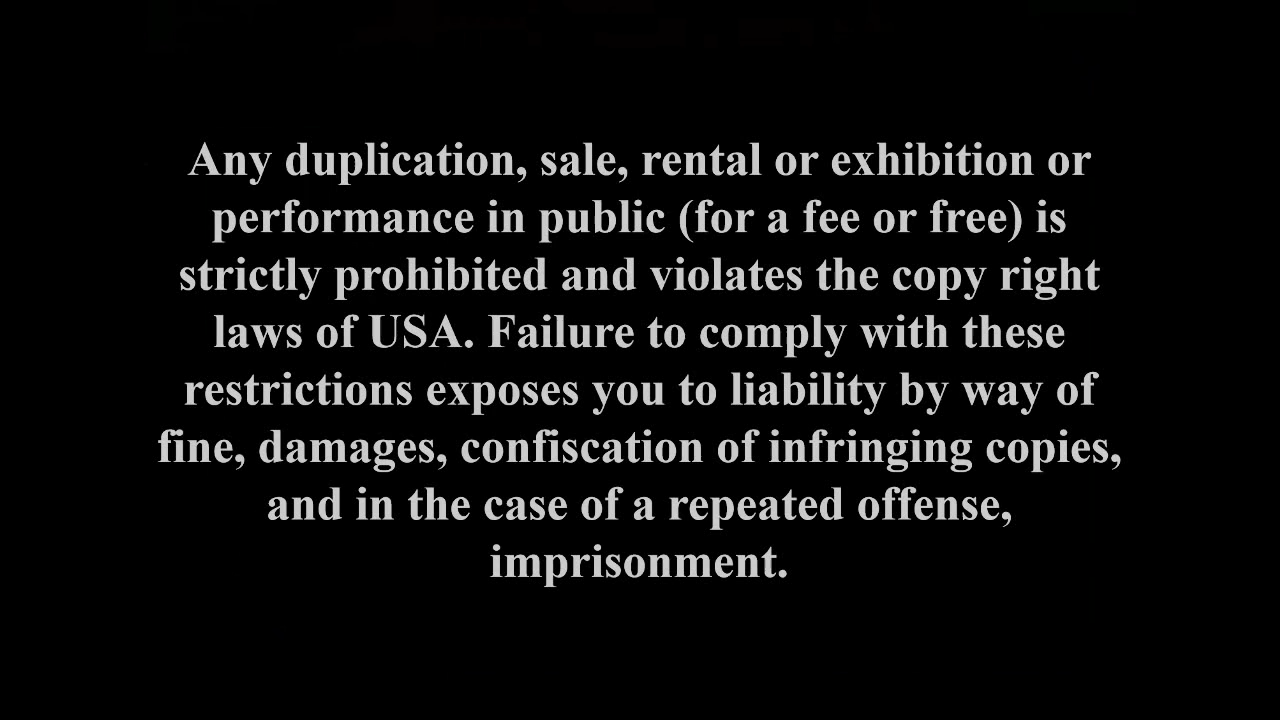 Any duplication, sale, rental or exhibition or
performance in public (for a fee or free) is
strictly prohibited and violates the copy right
laws of USA. Failure to comply with these
restrictions exposes you to liability by way of
fine, damages, confiscation of infringing copies,
and in the case of a repeated offense,
imprisonment.